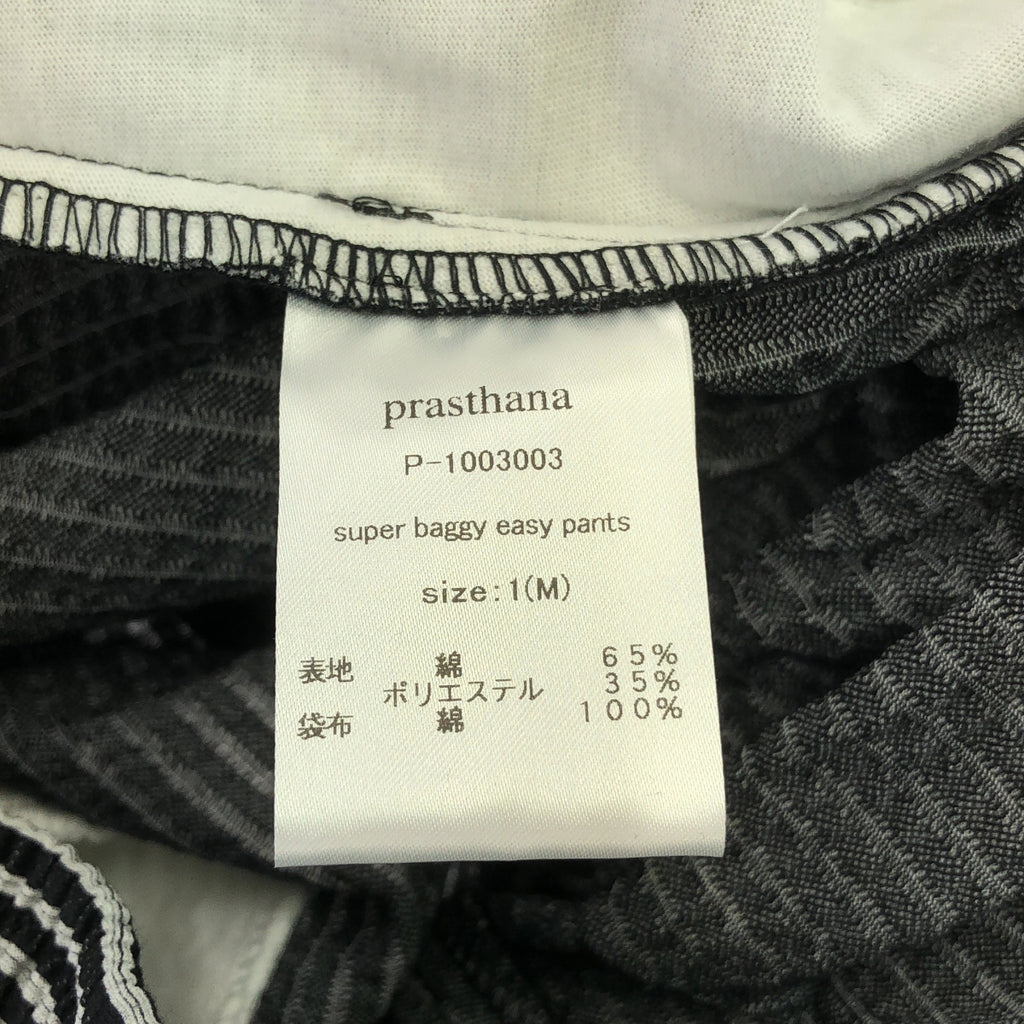 prasthana
P-1003003
super baggy easy pants
size:1(M)
表地 綿 65%
ポリエステル 35%
袋布 綿 100%